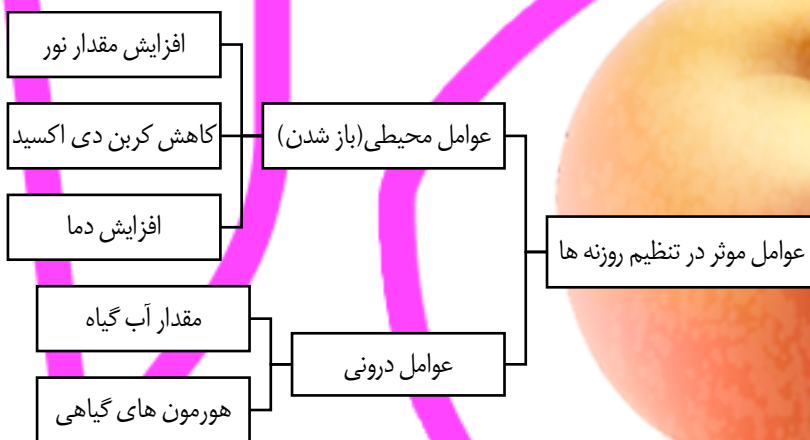 عوامل موثر در تنظیم روزنه ها
عوامل محیطی(باز شدن)
افزایش مقدار نور
کاهش کربن دی اکسید
افزایش دما
عوامل درونی
مقدار آب گیاه
هورمون های گیاهی